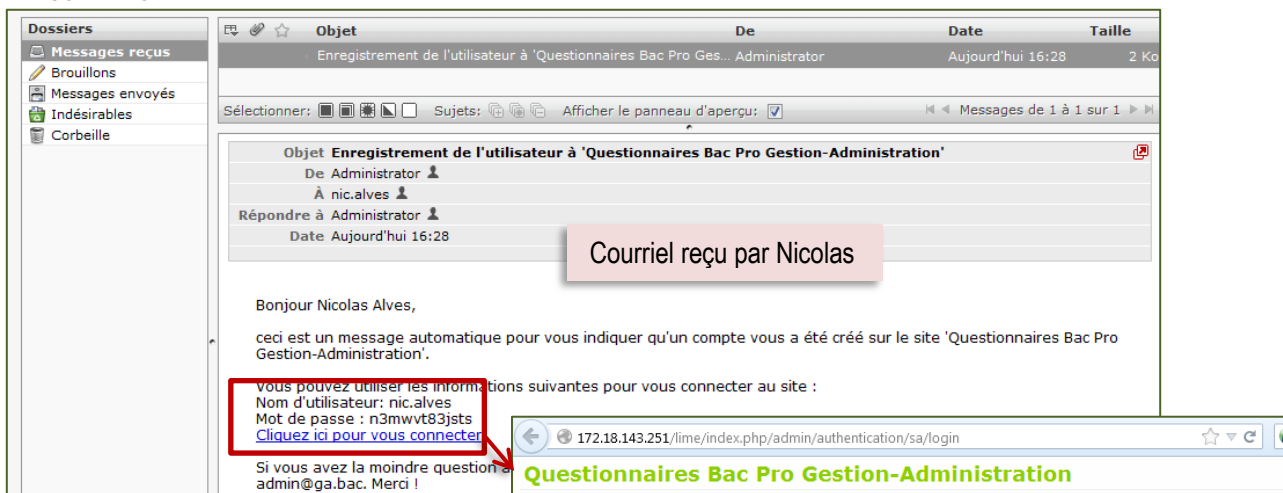 Dossiers
Messages reçus
Brouillons
Messages envoyés
Indésirables
Corbeille
Objet De Date Taille
Enregistrement de l'utilisateur à 'Questionnaires Bac Pro Ges... Administrator Aujourd'hui 16:28 2 Ko
Sélectionner: Sujets: Afficher le panneau d'aperçu: Messages de 1 à 1 sur 1
Objet Enregistrement de l'utilisateur à 'Questionnaires Bac Pro Gestion-Administration'
De Administrator
À nic.alves
Répondre à Administrator
Date Aujourd'hui 16:28
Courriel reçu par Nicolas
Bonjour Nicolas Alves,
ceci est un message automatique pour vous indiquer qu'un compte vous a été créé sur le site 'Questionnaires Bac Pro
Gestion-Administration'.
Vous pouvez utiliser les informations suivantes pour vous connecter au site :
Nom d'utilisateur: nic.alves
Mot de passe : n3mwvt83jsts
Cliquez ici pour vous connecter
Si vous avez la moindre question
admin@ga.bac. Merci !
172.18.143.251/lime/index.php/admin/authentication/sa/login
Questionnaires Bac Pro Gestion-Administration